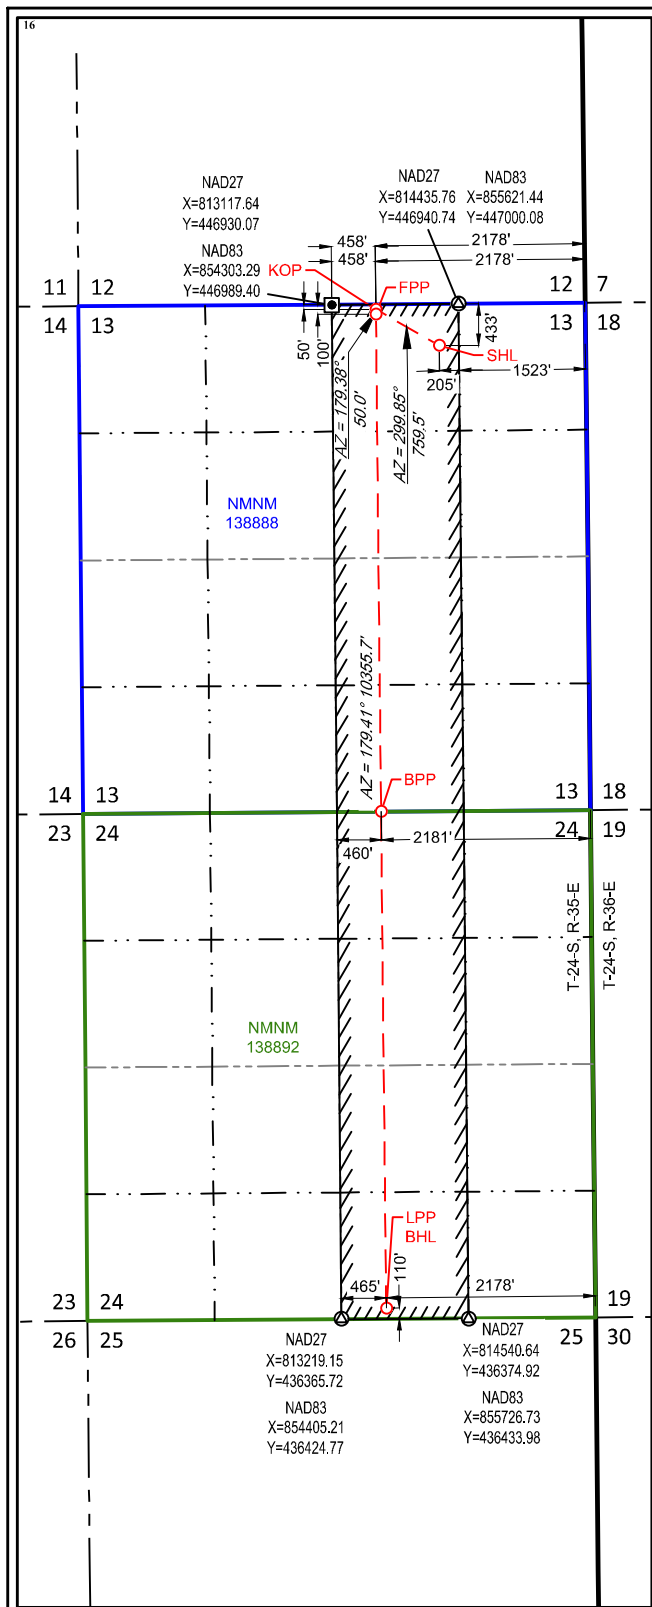 16
NAD27
X=813117.64
Y=446930.07
NAD27
X=814435.76
Y=446940.74
NAD83
X=855621.44
Y=447000.08
NAD83
X=854303.29
Y=446989.40
458'
2178'
458'
2178'
KOP
FPP
11
12
12
7
14
13
13
18
50'
100'
433'
SHL
205'
1523'
AZ = 179.38°
50.0'
AZ = 299.85°
759.5'
NMNM
138888
AZ = 179.41° 10355.7'
BPP
14
13
13
18
23
24
24
19
460'
2181'
T-24-S, R-35-E
T-24-S, R-36-E
NMNM
138892
LPP
BHL
110'
465'
2178'
23
24
19
26
25
25
30
NAD27
X=813219.15
Y=436365.72
NAD83
X=854405.21
Y=436424.77
NAD27
X=814540.64
Y=436374.92
NAD83
X=855726.73
Y=436433.98